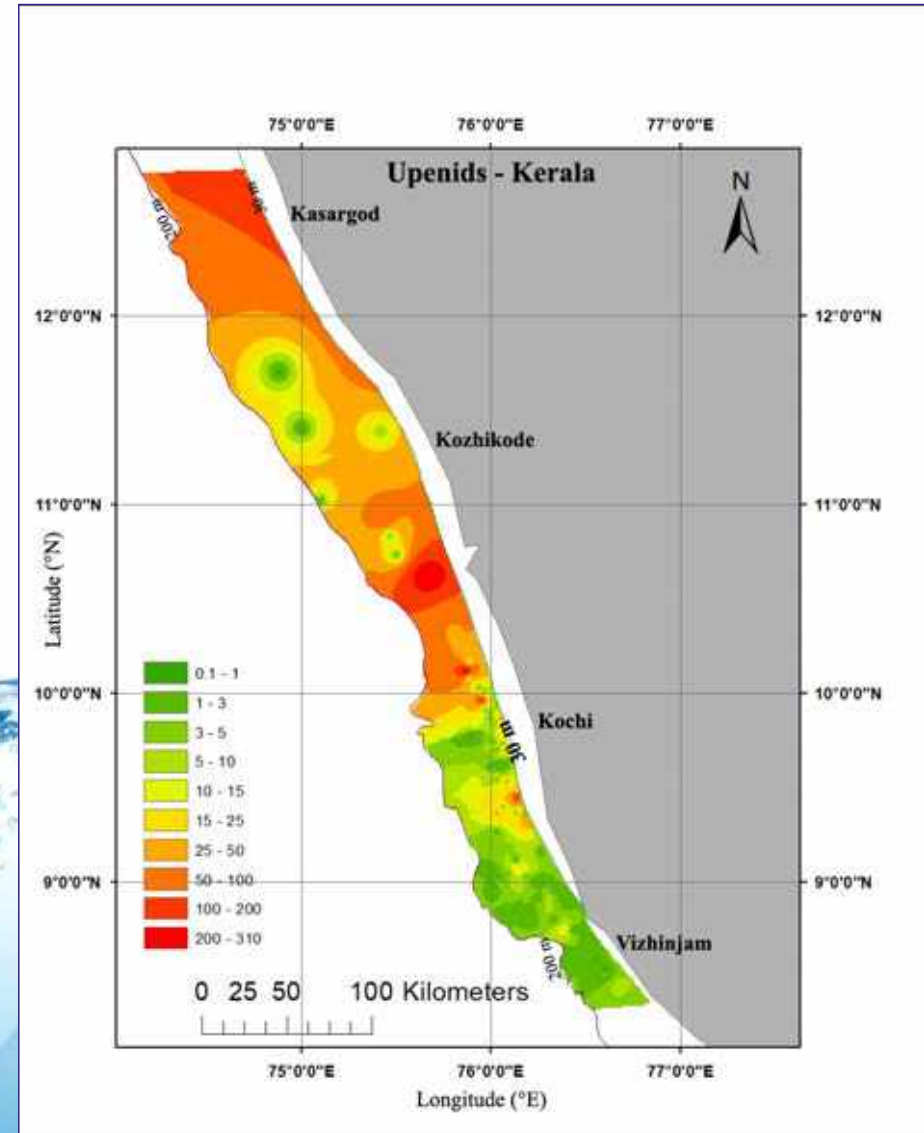 75°0'0"E 76°0'0"E 77°0'0"E
Upenids - Kerala
N
30 m
Kasargod
200 m
12°0'0"N 12°0'0"N
Kozhikode
11°0'0"N 11°0'0"N
Latitude (°N)
0.1 - 1
1 - 3
3 - 5
5 - 10
10 - 15
15 - 25
25 - 50
50 - 100
100 - 200
200 - 310
10°0'0"N 10°0'0"N
Kochi
30 m
9°0'0"N 9°0'0"N
Vizhinjam
200 m
0 25 50 100 Kilometers
75°0'0"E 76°0'0"E 77°0'0"E
Longitude (°E)